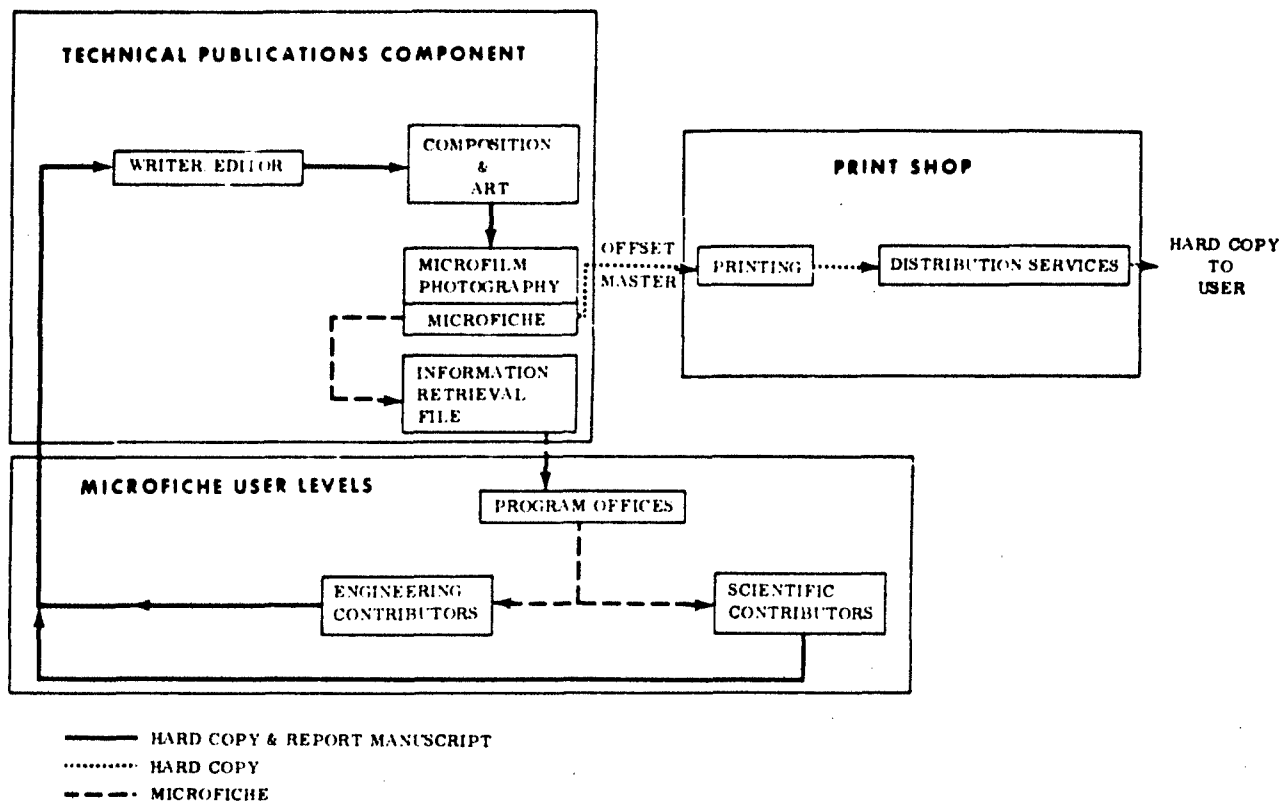 TECHNICAL PUBLICATIONS COMPONENT
WRITER EDITOR
COMPOSITION
&
ART
MICROFILM
PHOTOGRAPHY
MICROFICHE
INFORMATION
RETRIEVAL
FILE
OFFSET
MASTER
PRINT SHOP
PRINTING
DISTRIBUTION SERVICES
HARD COPY
TO
USER
MICROFICHE USER LEVELS
PROGRAM OFFICES
ENGINEERING
CONTRIBUTORS
SCIENTIFIC
CONTRIBUTORS
HARD COPY & REPORT MANUSCRIPT
HARD COPY
MICROFICHE